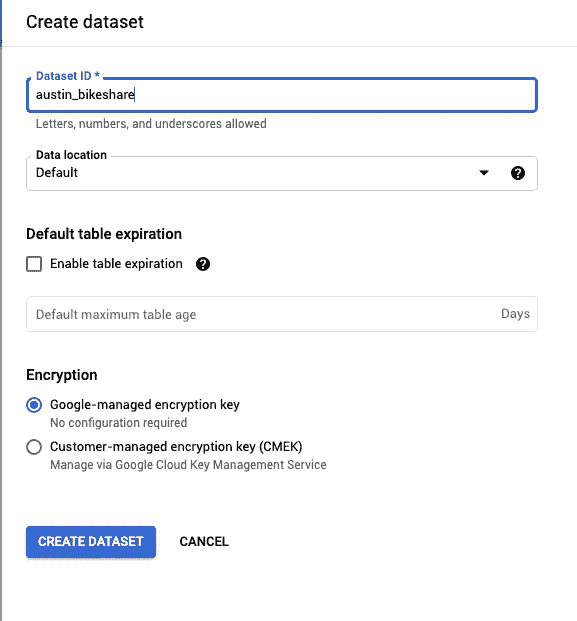 Create dataset
Dataset ID *
austin_bikeshare
Letters, numbers, and underscores allowed
Data location
Default
Default table expiration
Enable table expiration
Default maximum table age Days
Encryption
Google-managed encryption key
No configuration required
Customer-managed encryption key (CMEK)
Manage via Google Cloud Key Management Service
CREATE DATASET CANCEL